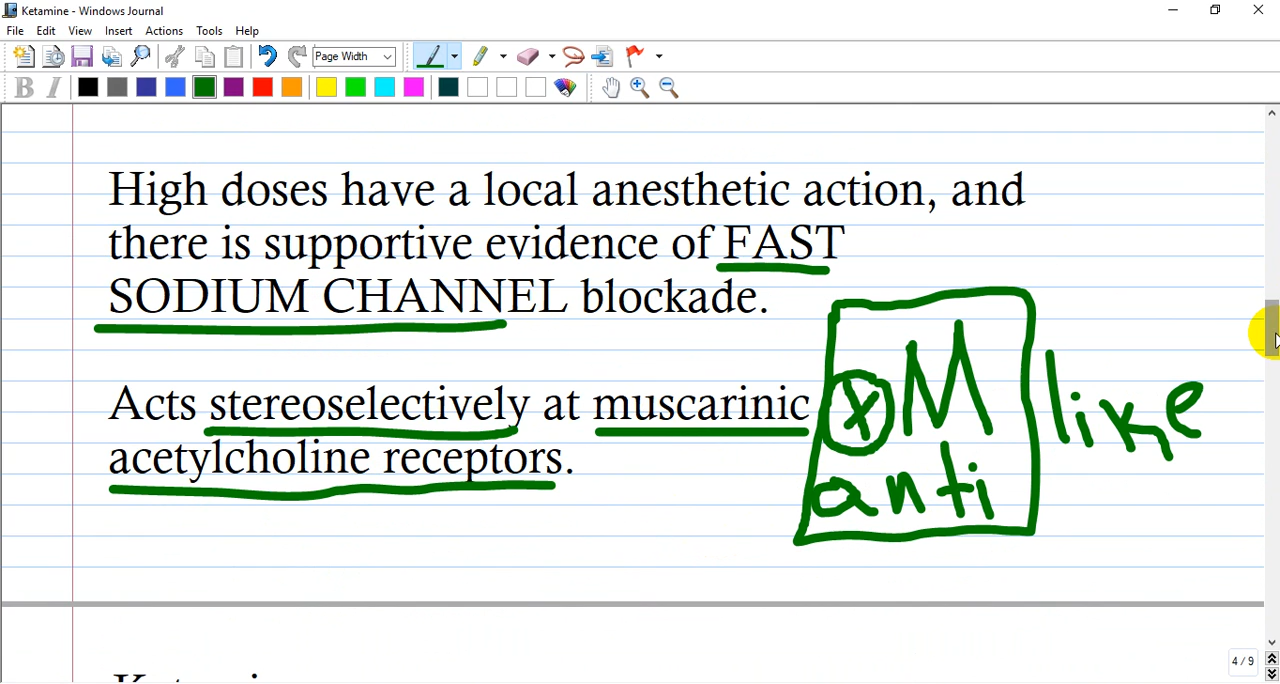 Ketamine - Windows Journal
File Edit View Insert Actions Tools Help
Page Width
B I
High doses have a local anesthetic action, and
there is supportive evidence of FAST
SODIUM CHANNEL blockade.
Acts stereoselectively at muscarinic
acetylcholine receptors.
M like
anti
4 / 9